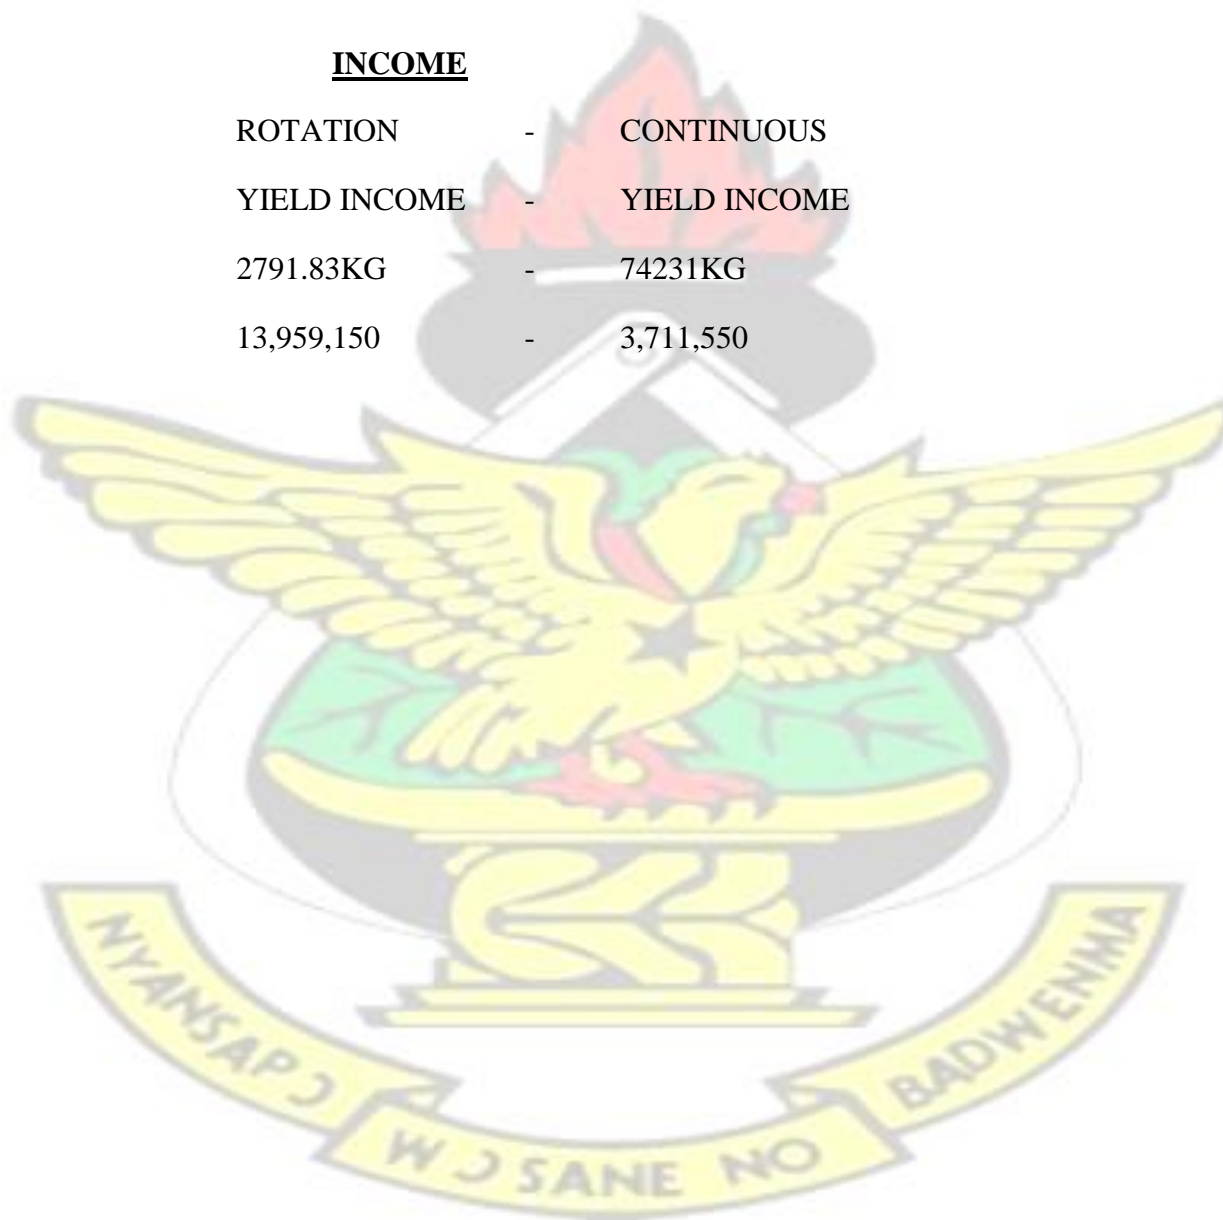 INCOME
ROTATION - CONTINUOUS
YIELD INCOME - YIELD INCOME
2791.83KG - 74231KG
13,959,150 - 3,711,550
NYANSAPƆ
WƆSANE NO
BADWENMA